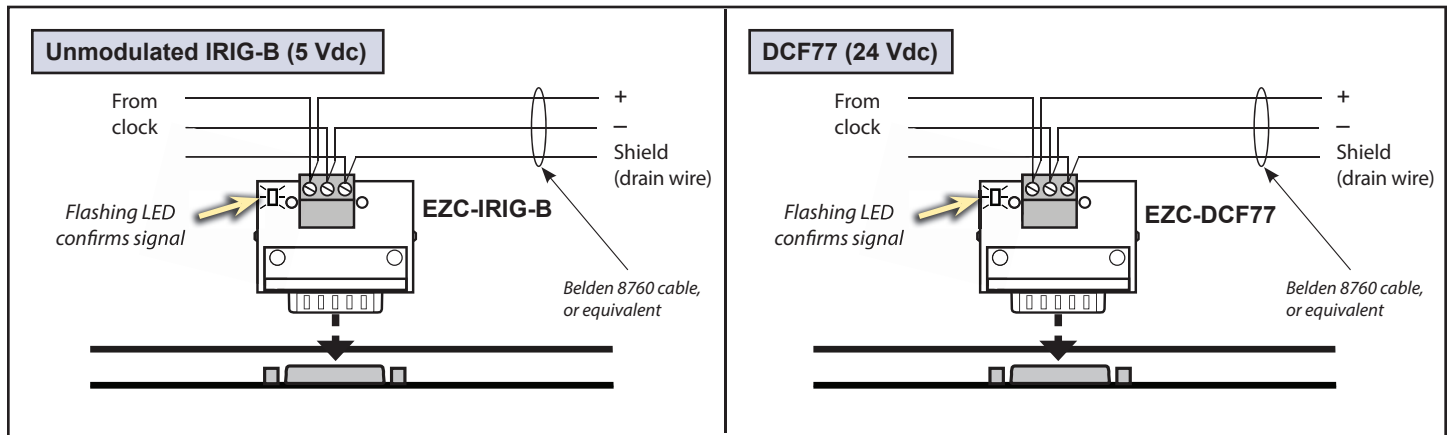 Unmodulated IRIG-B (5 Vdc)
From
clock
+
–
Shield
(drain wire)
Flashing LED
confirms signal
EZC-IRIG-B
Belden 8760 cable,
or equivalent
DCF77 (24 Vdc)
From
clock
+
–
Shield
(drain wire)
Flashing LED
confirms signal
EZC-DCF77
Belden 8760 cable,
or equivalent